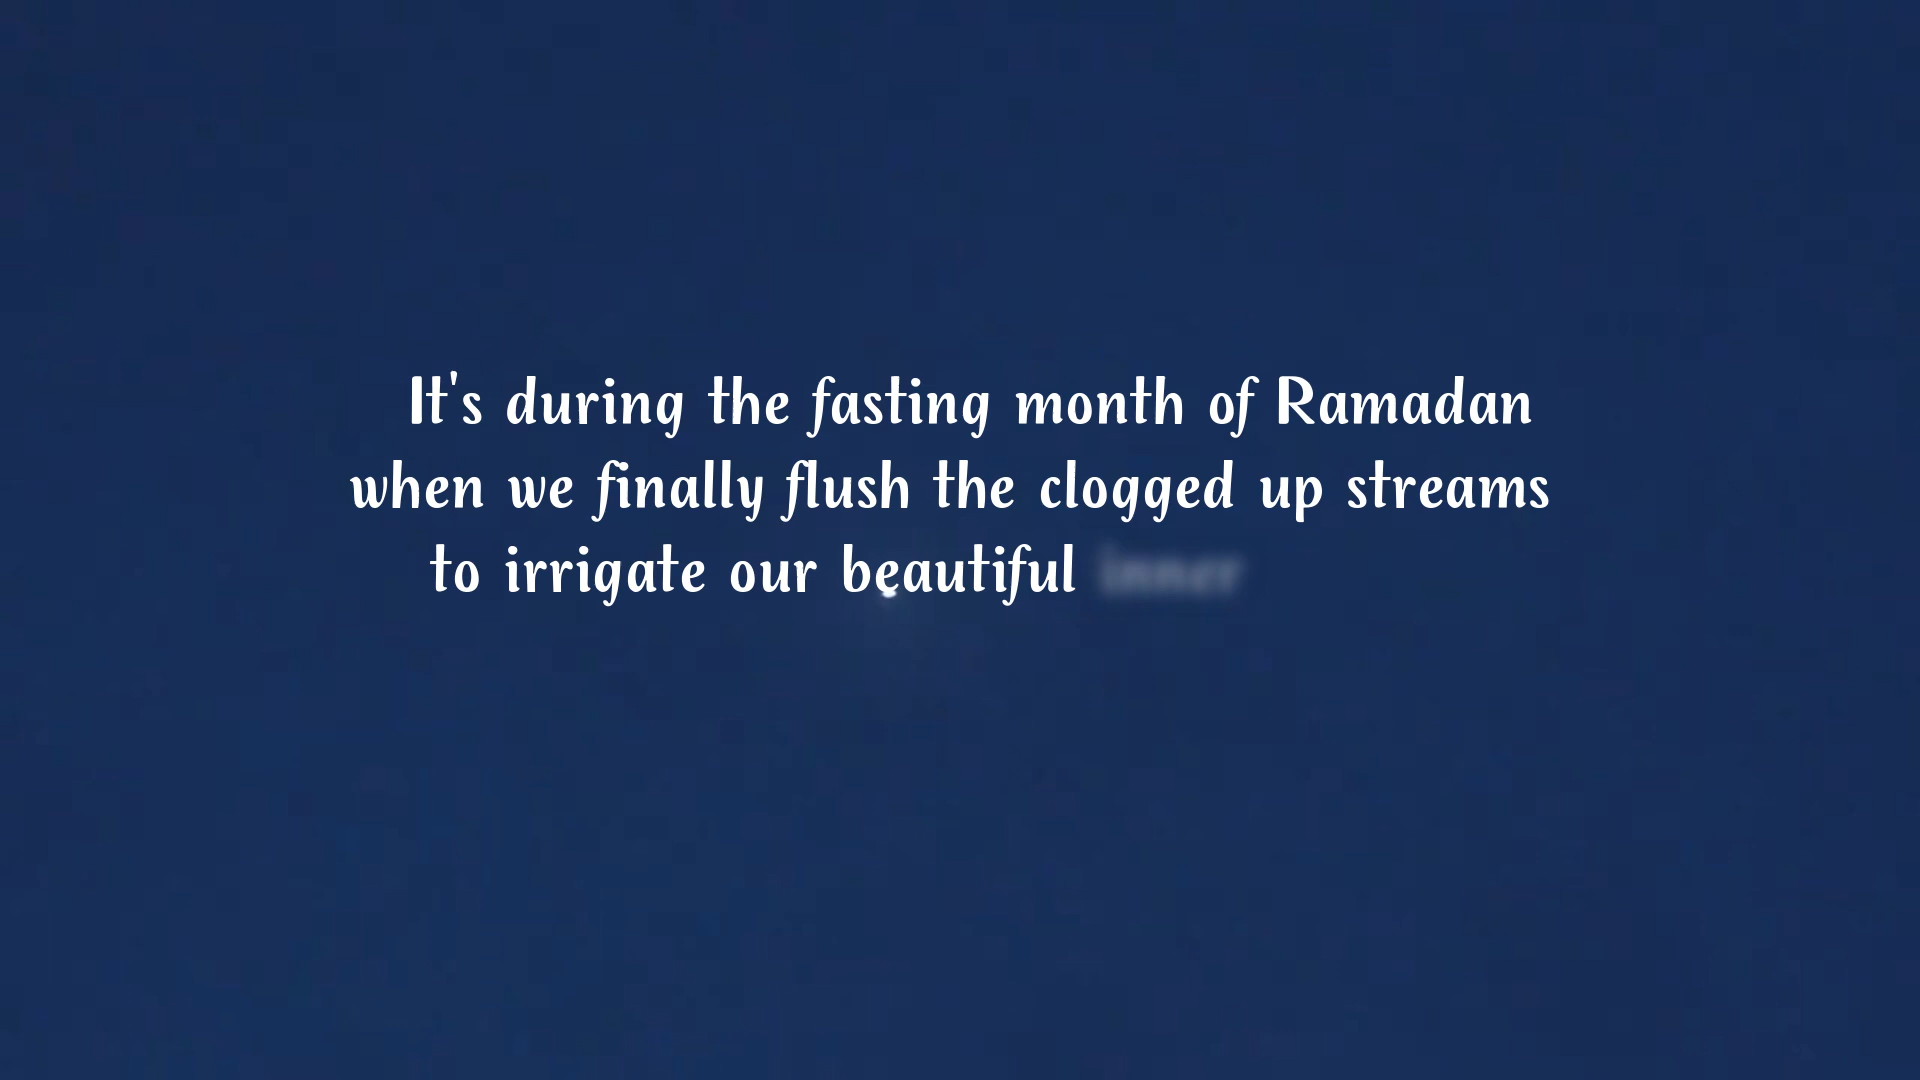 It's during the fasting month of Ramadan
when we finally flush the clogged up streams
to irrigate our beautiful inner